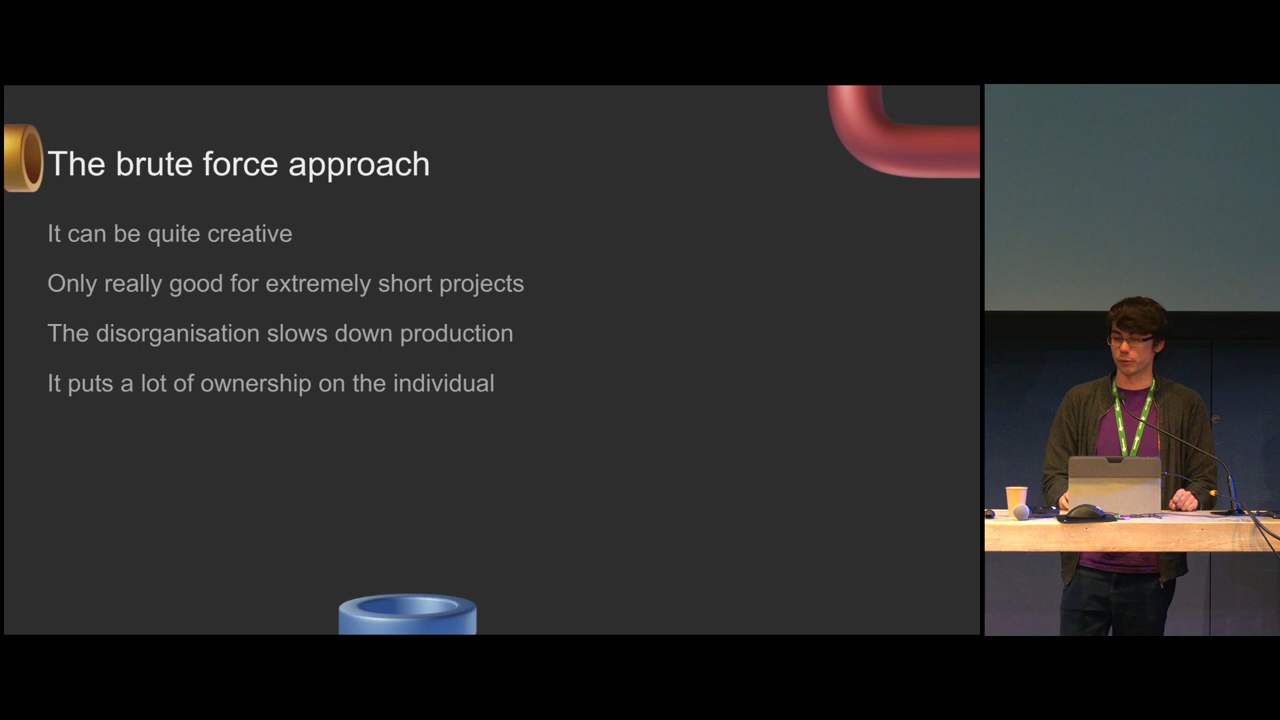 The brute force approach
It can be quite creative
Only really good for extremely short projects
The disorganisation slows down production
It puts a lot of ownership on the individual